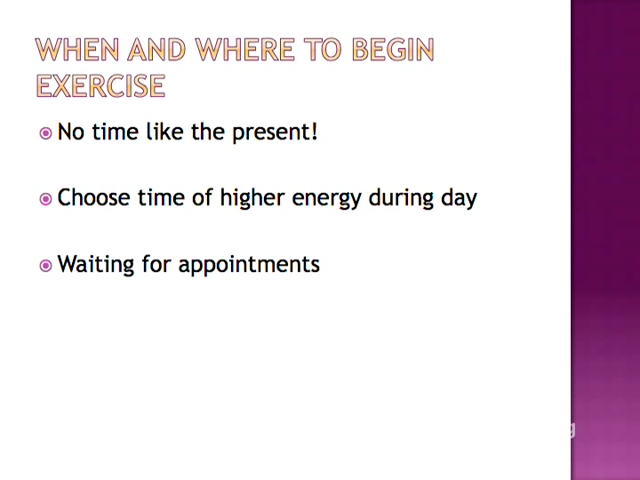 WHEN AND WHERE TO BEGIN
EXERCISE
No time like the present!
Choose time of higher energy during day
Waiting for appointments